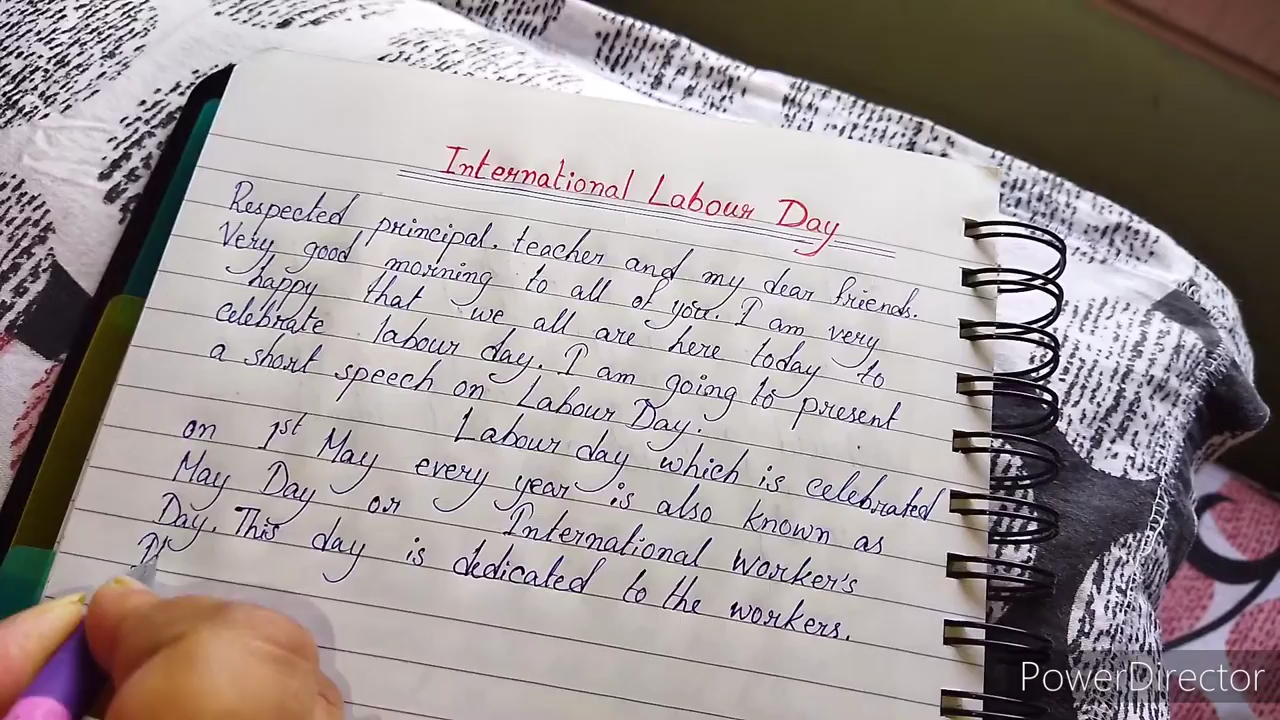 International Labour Day
Respected principal. teacher and my dear friends.
Very good morning to all of you. I am very
happy that we all are here today to
celebrate labour day. I am going to present
a short speech on Labour Day.
Labour day which is celebrated
on 1st May every year is also known as
May Day or International Worker's
Day. This day is dedicated to the workers.
PowerDirector